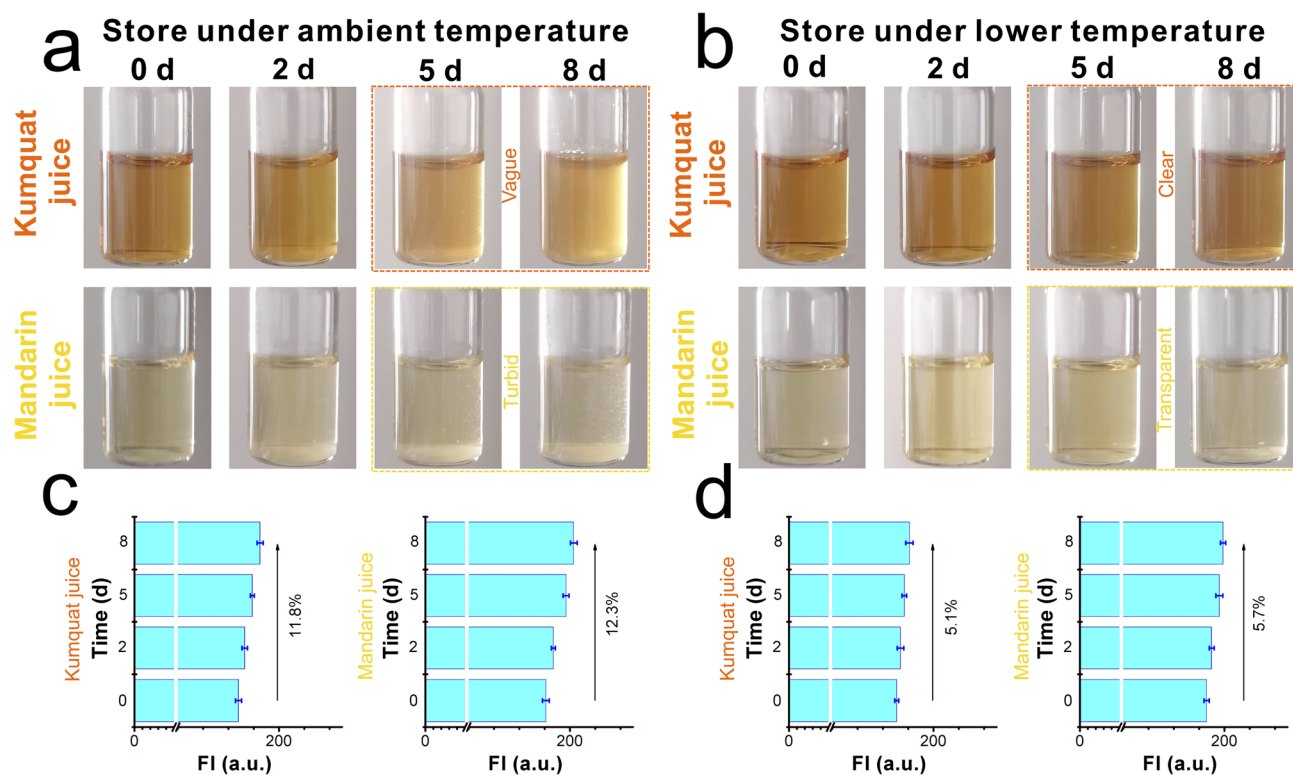 a
Store under ambient temperature
0 d
2 d
5 d
8 d
Kumquat
juice
Vague
Mandarin
juice
Turbid
b
Store under lower temperature
0 d
2 d
5 d
8 d
Kumquat
juice
Clear
Mandarin
juice
Transparent
c
Kumquat juice
Time (d)
8
5
2
0
11.8%
0
200
FI (a.u.)
Mandarin juice
Time (d)
8
5
2
0
12.3%
0
200
FI (a.u.)
d
Kumquat juice
Time (d)
8
5
2
0
5.1%
0
200
FI (a.u.)
Mandarin juice
Time (d)
8
5
2
0
5.7%
0
200
FI (a.u.)